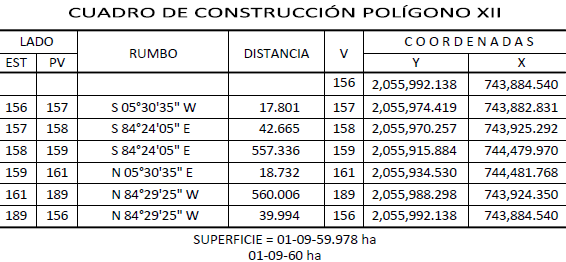 CUADRO DE CONSTRUCCIÓN POLÍGONO XII
LADO RUMBO DISTANCIA V COORDENADAS
EST PV Y X
156 2,055,992.138 743,884.540
156 157 S 05°30'35" W 17.801 157 2,055,974.419 743,882.831
157 158 S 84°24'05" E 42.665 158 2,055,970.257 743,925.292
158 159 S 84°24'05" E 557.336 159 2,055,915.884 744,479.970
159 161 N 05°30'35" E 18.732 161 2,055,934.530 744,481.768
161 189 N 84°29'25" W 560.006 189 2,055,988.298 743,924.350
189 156 N 84°29'25" W 39.994 156 2,055,992.138 743,884.540
SUPERFICIE = 01-09-59.978 ha
01-09-60 ha